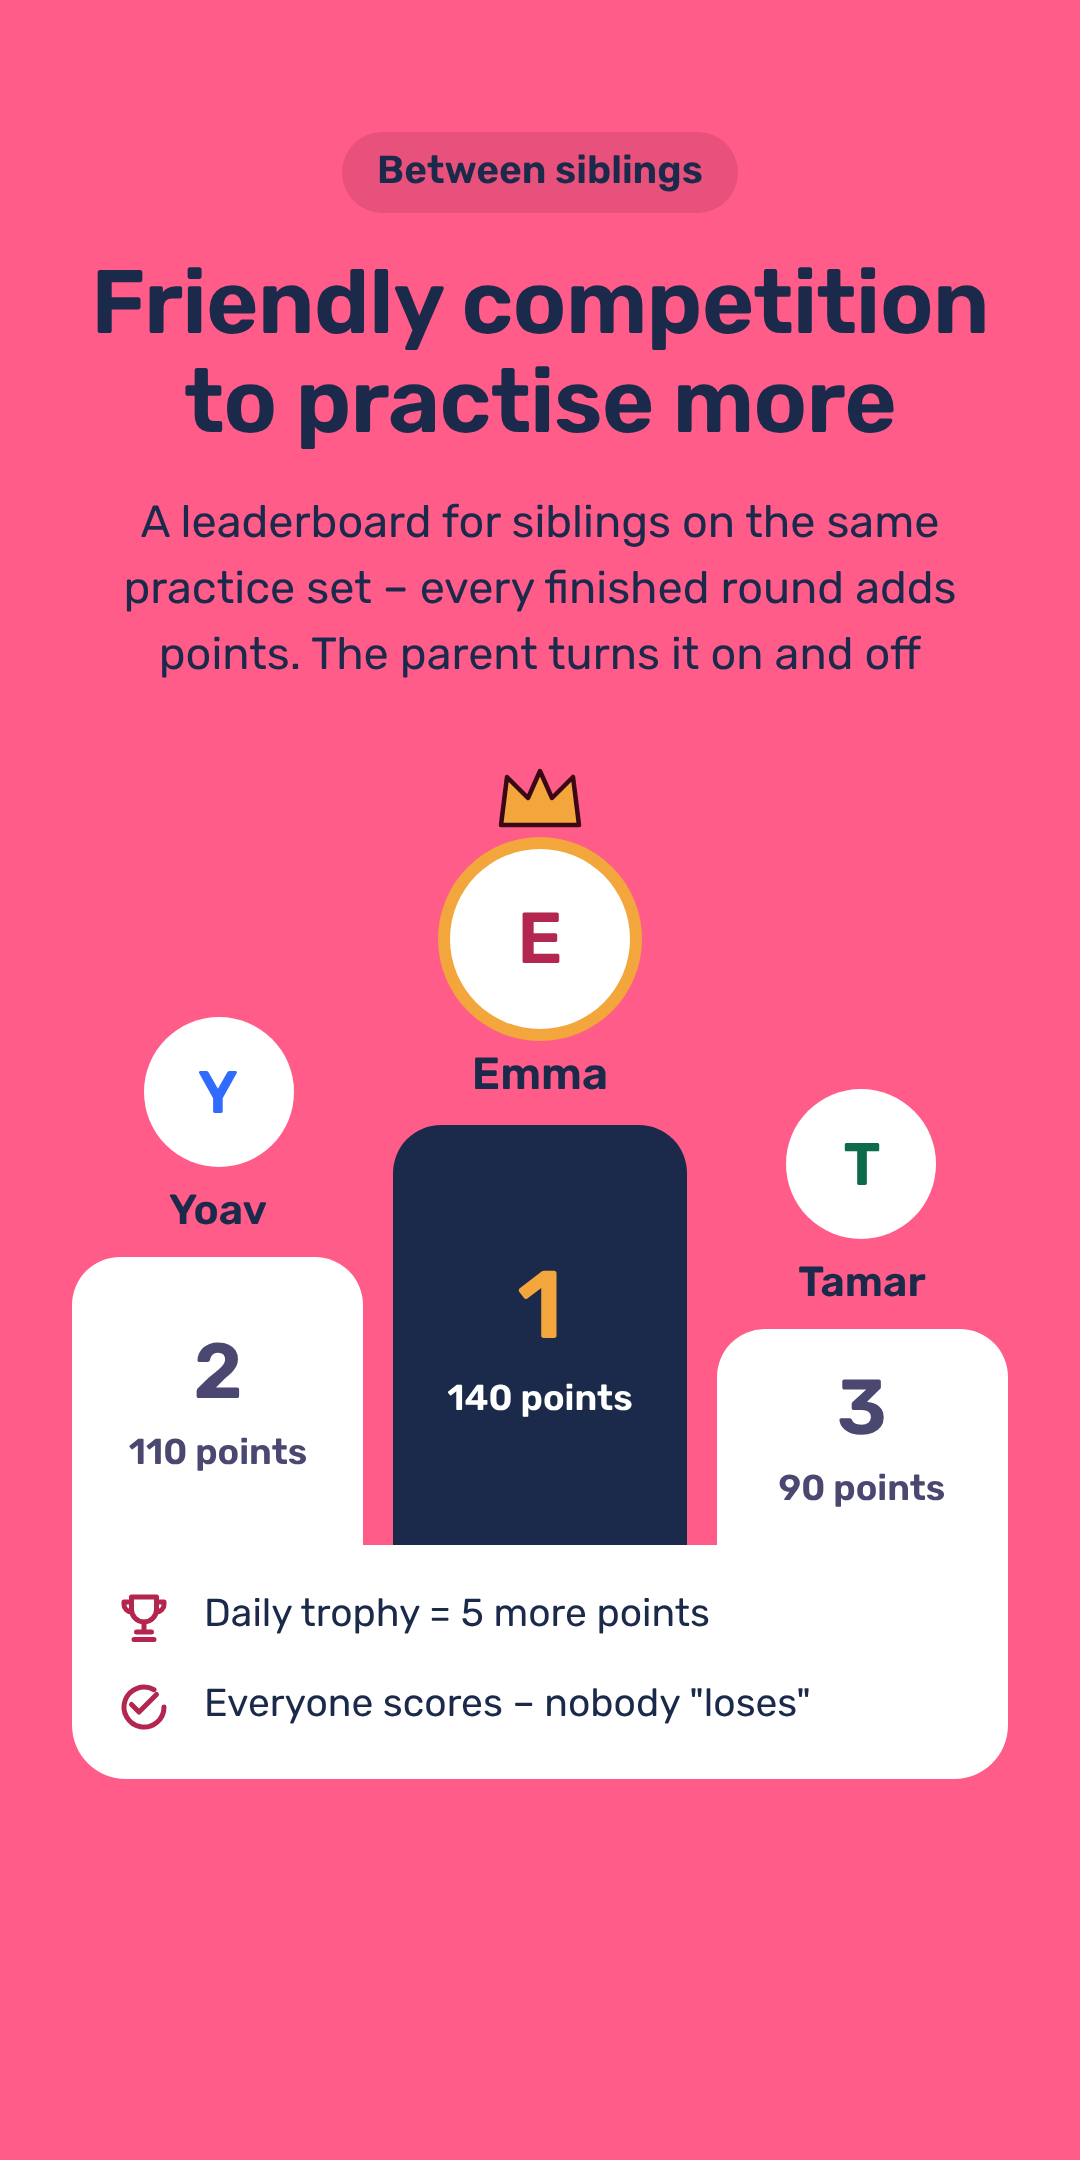 Between siblings
Friendly competition
to practise more
A leaderboard for siblings on the same
practice set – every finished round adds
points. The parent turns it on and off
E
Emma
Y
Yoav
T
Tamar
1
140 points
2
110 points
3
90 points
Daily trophy = 5 more points
Everyone scores – nobody "loses"